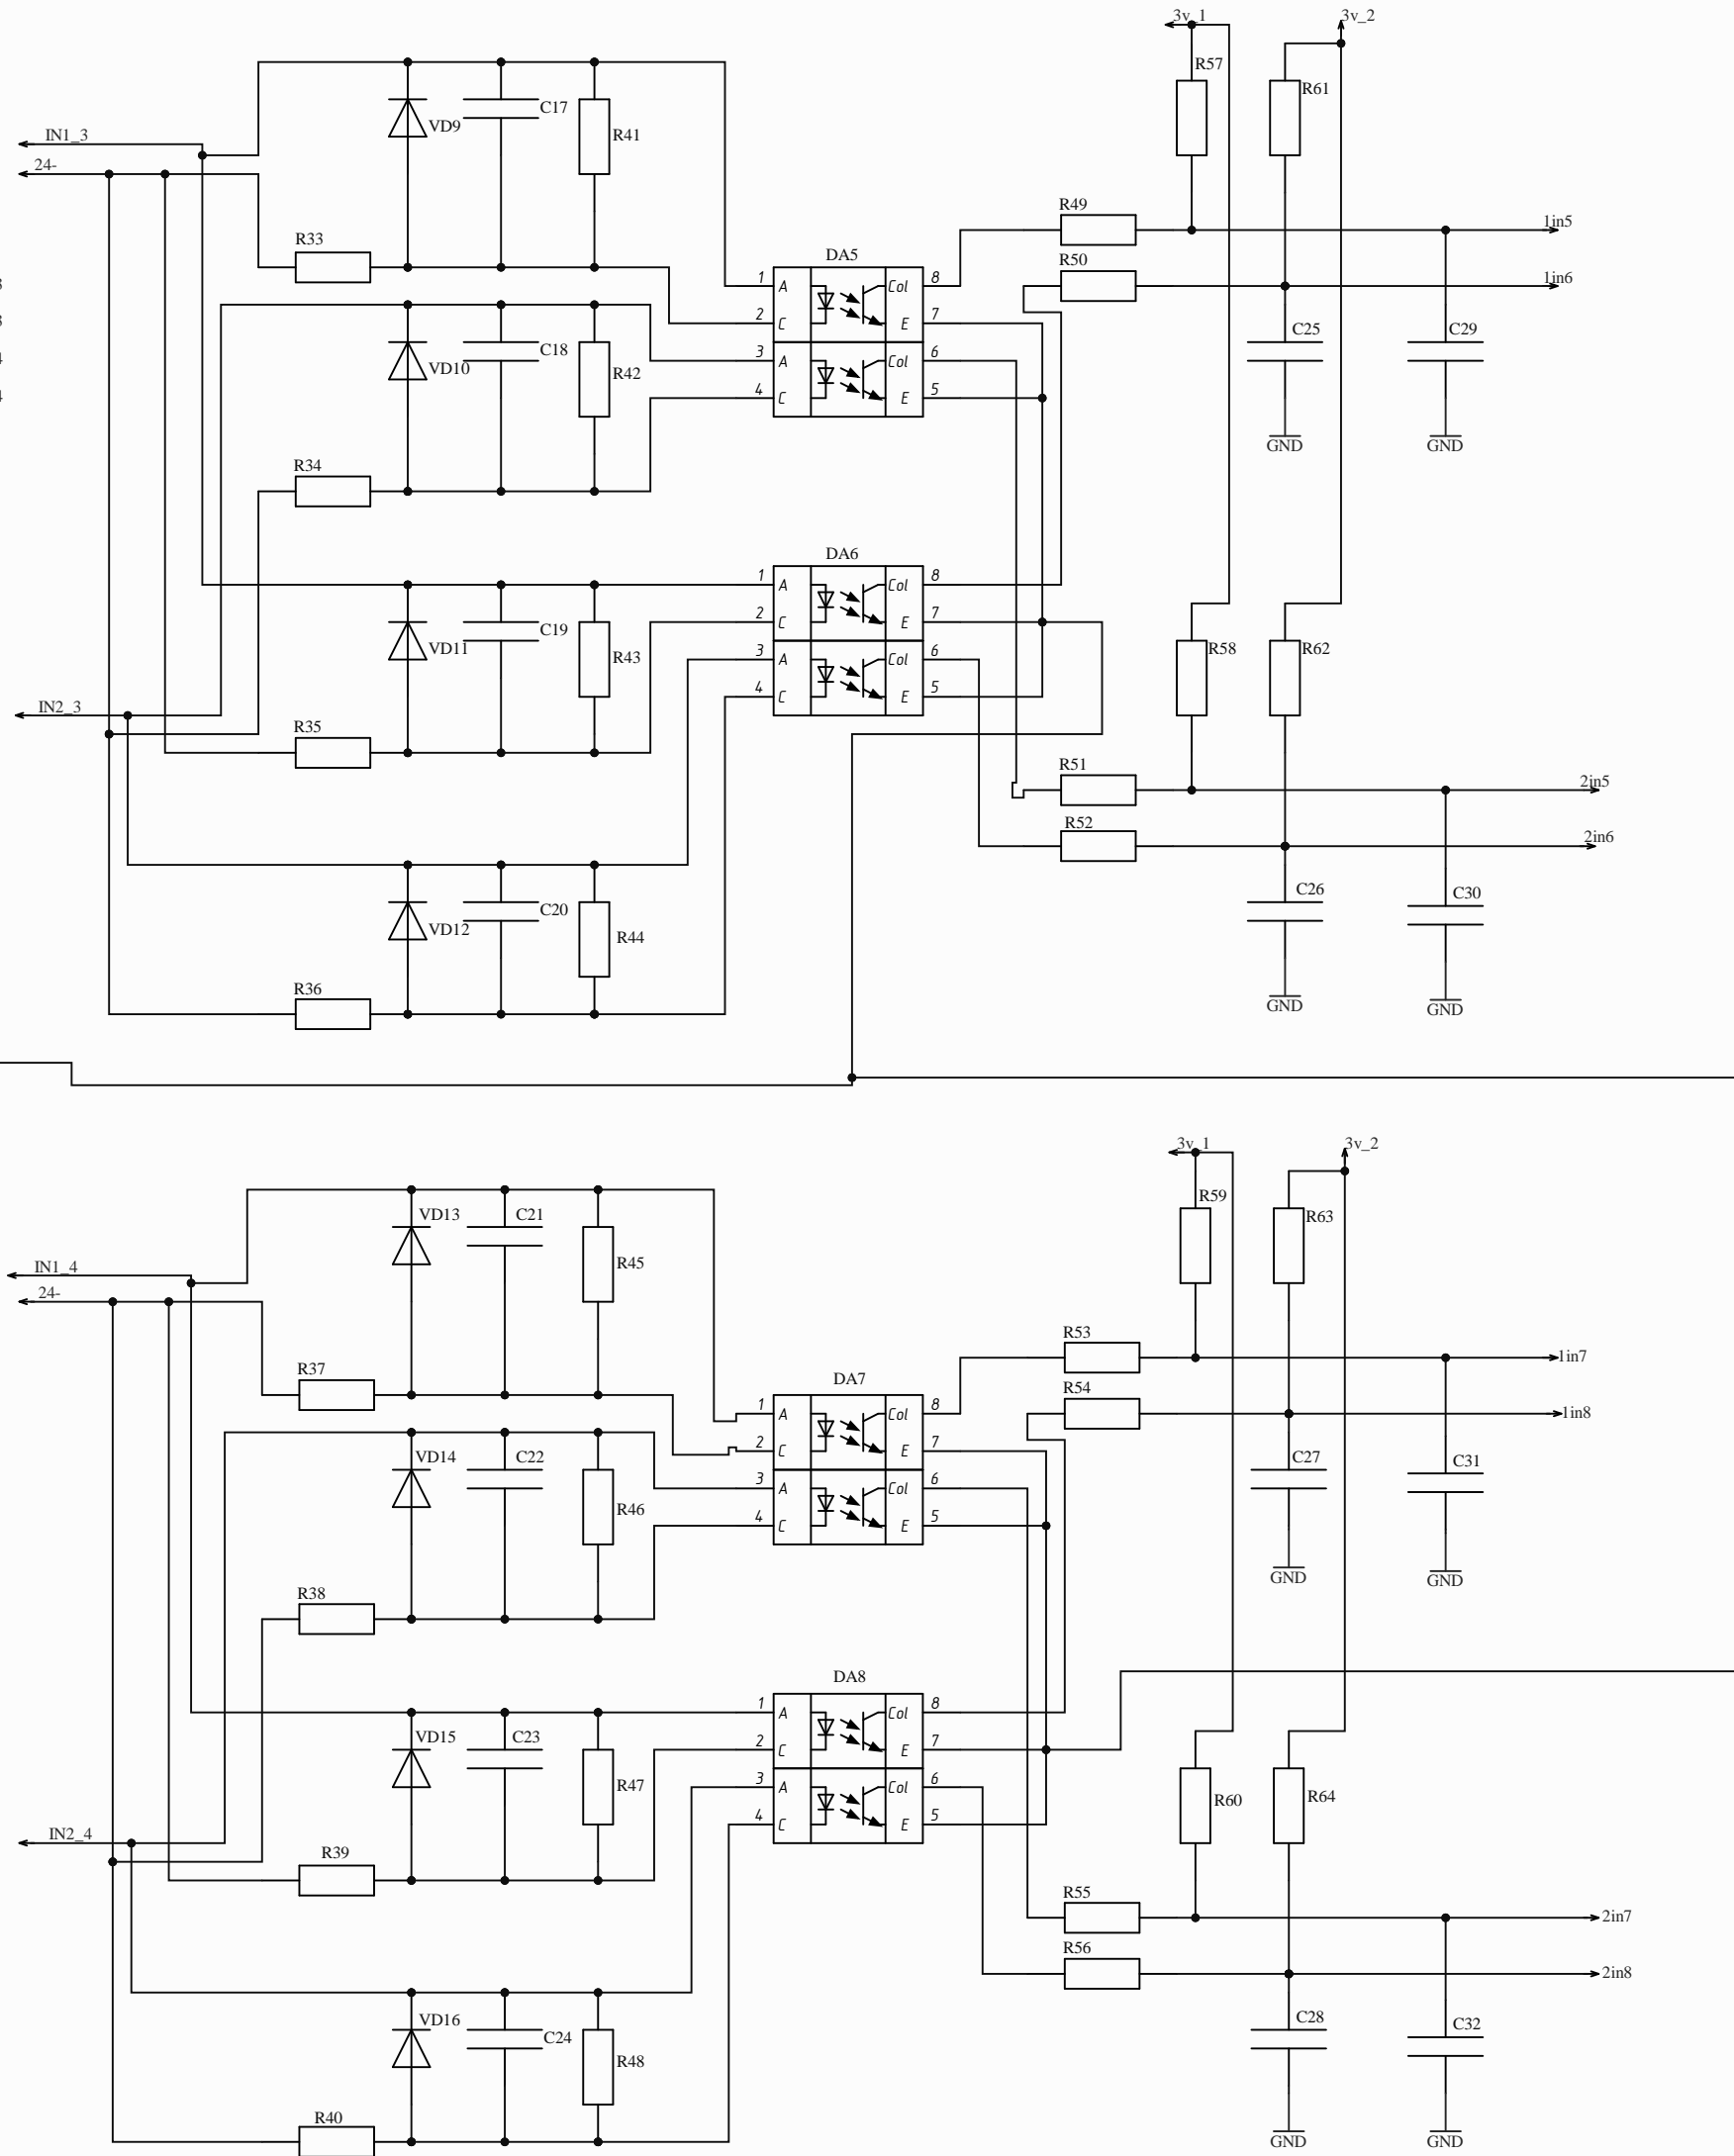 3v_1
3v_2
R57
R61
C17
VD9
R41
IN1_3
24-
R49
1in5
R33
DA5
R50
1in6
1 A Col 8
2 C E 7
3 A Col 6
4 C E 5
C25
C29
C18
VD10
R42
GND
GND
R34
DA6
1 A Col 8
2 C E 7
3 A Col 6
4 C E 5
C19
VD11
R43
R58
R62
IN2_3
R35
R51
2in5
R52
2in6
C20
VD12
R44
C26
C30
R36
GND
GND
3v_1
3v_2
R59
R63
VD13
C21
R45
IN1_4
24-
R53
1in7
R37
DA7
R54
1in8
1 A Col 8
2 C E 7
3 A Col 6
4 C E 5
VD14
C22
R46
C27
C31
GND
GND
R38
DA8
1 A Col 8
2 C E 7
3 A Col 6
4 C E 5
VD15
C23
R47
R60
R64
IN2_4
R39
R55
2in7
R56
2in8
VD16
C24
R48
C28
C32
R40
GND
GND